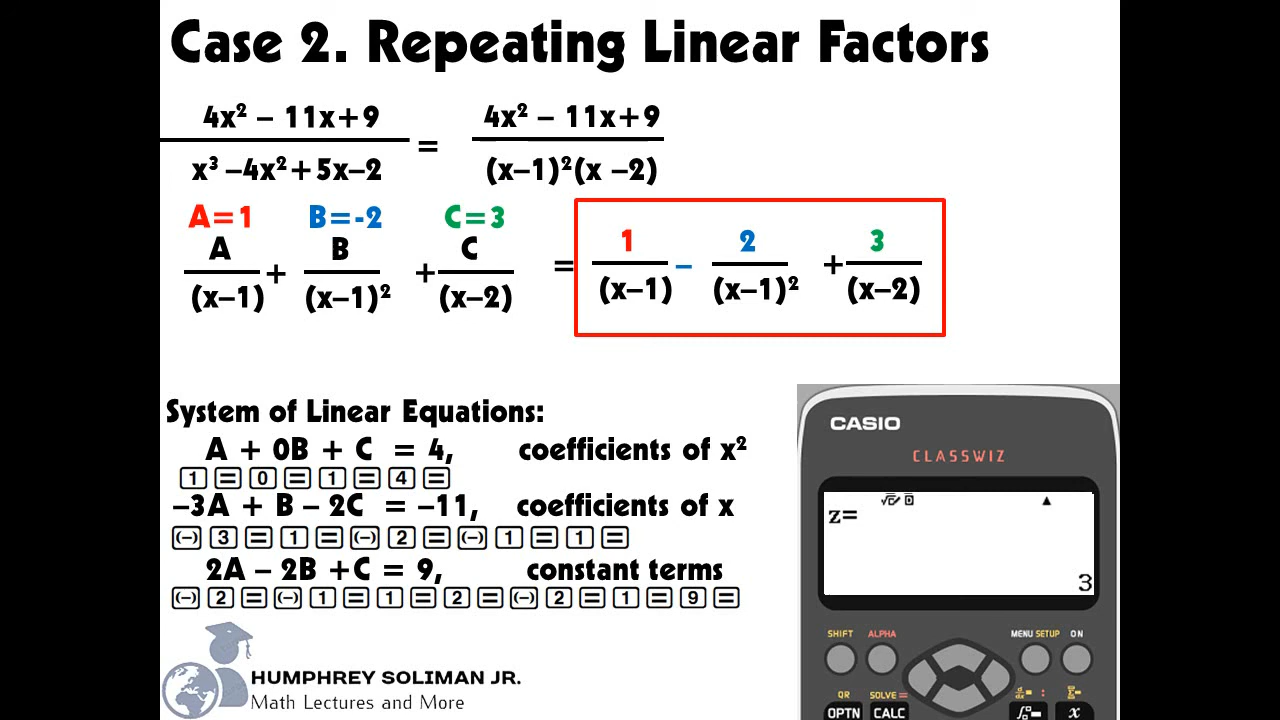 Case 2. Repeating Linear Factors
4x² – 11x+9
x³ –4x²+5x–2
=
4x² – 11x+9
(x–1)²(x –2)
A=1 B=-2 C=3
A B C
+ +
(x–1) (x–1)² (x–2)
=
1 2 3
– +
(x–1) (x–1)² (x–2)
System of Linear Equations:
A + 0B + C = 4, coefficients of x²
1 = 0 = 1 = 4 =
–3A + B – 2C = –11, coefficients of x
(–) 3 = 1 = (–) 2 = (–) 1 = 1 =
2A – 2B +C = 9, constant terms
(–) 2 = (–) 1 = 1 = 2 = (–) 2 = 1 = 9 =
CASIO
CLASSWIZ
z=
3
SHIFT ALPHA MENU SETUP ON
QR SOLVE =
OPTN CALC x
HUMPHREY SOLIMAN JR.
Math Lectures and More